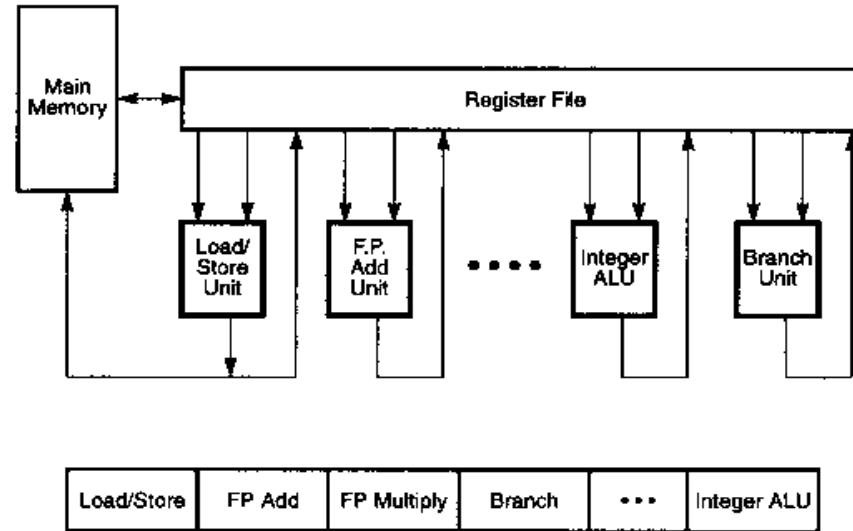 Main
Memory
Register File
Load/
Store
Unit
F.P.
Add
Unit
Integer
ALU
Branch
Unit
Load/Store FP Add FP Multiply Branch ••• Integer ALU